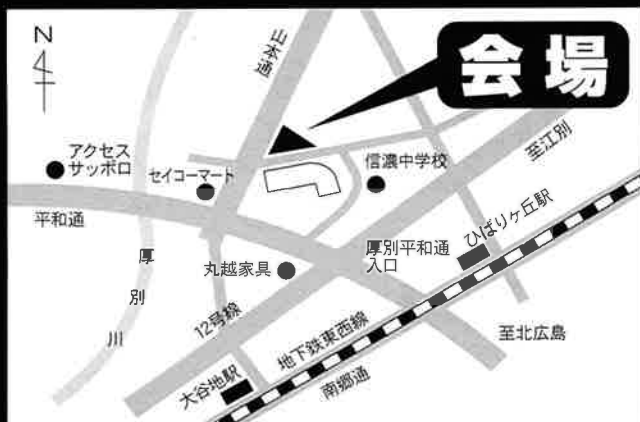 N
会場
山本通
至江別
アクセス
サッポロ
セイコーマート
信濃中学校
平和通
ひばりヶ丘駅
厚別平和通
入口
厚別川
丸越家具
12号線
至北広島
地下鉄東西線
大谷地駅
南郷通